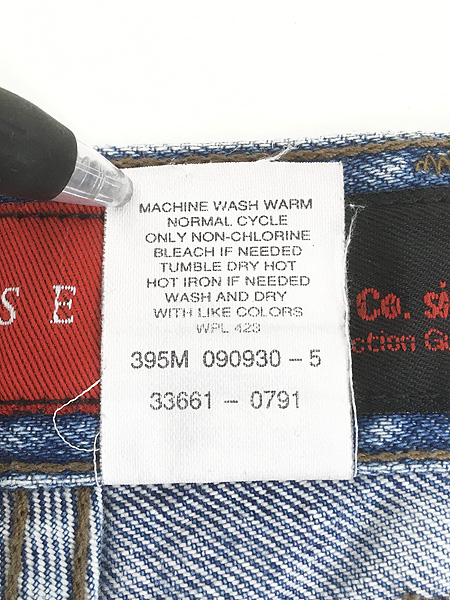 MACHINE WASH WARM
NORMAL CYCLE
ONLY NON-CHLORINE
BLEACH IF NEEDED
TUMBLE DRY HOT
HOT IRON IF NEEDED
WASH AND DRY
WITH LIKE COLORS
WPL 423
395M 090930 - 5
33661 - 0791
S E
Co.